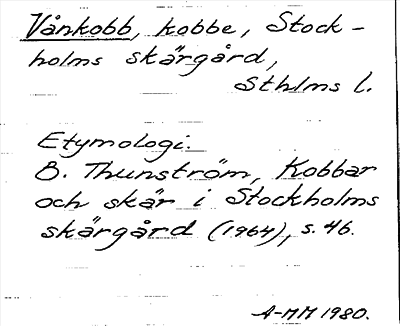 Vånkobb, kobbe, Stock-
holms skärgård,
Sthlms l.
Etymologi.
B. Thunström, Kobbar
och skär i Stockholms
skärgård (1964), s. 46.
A-MM 1980.